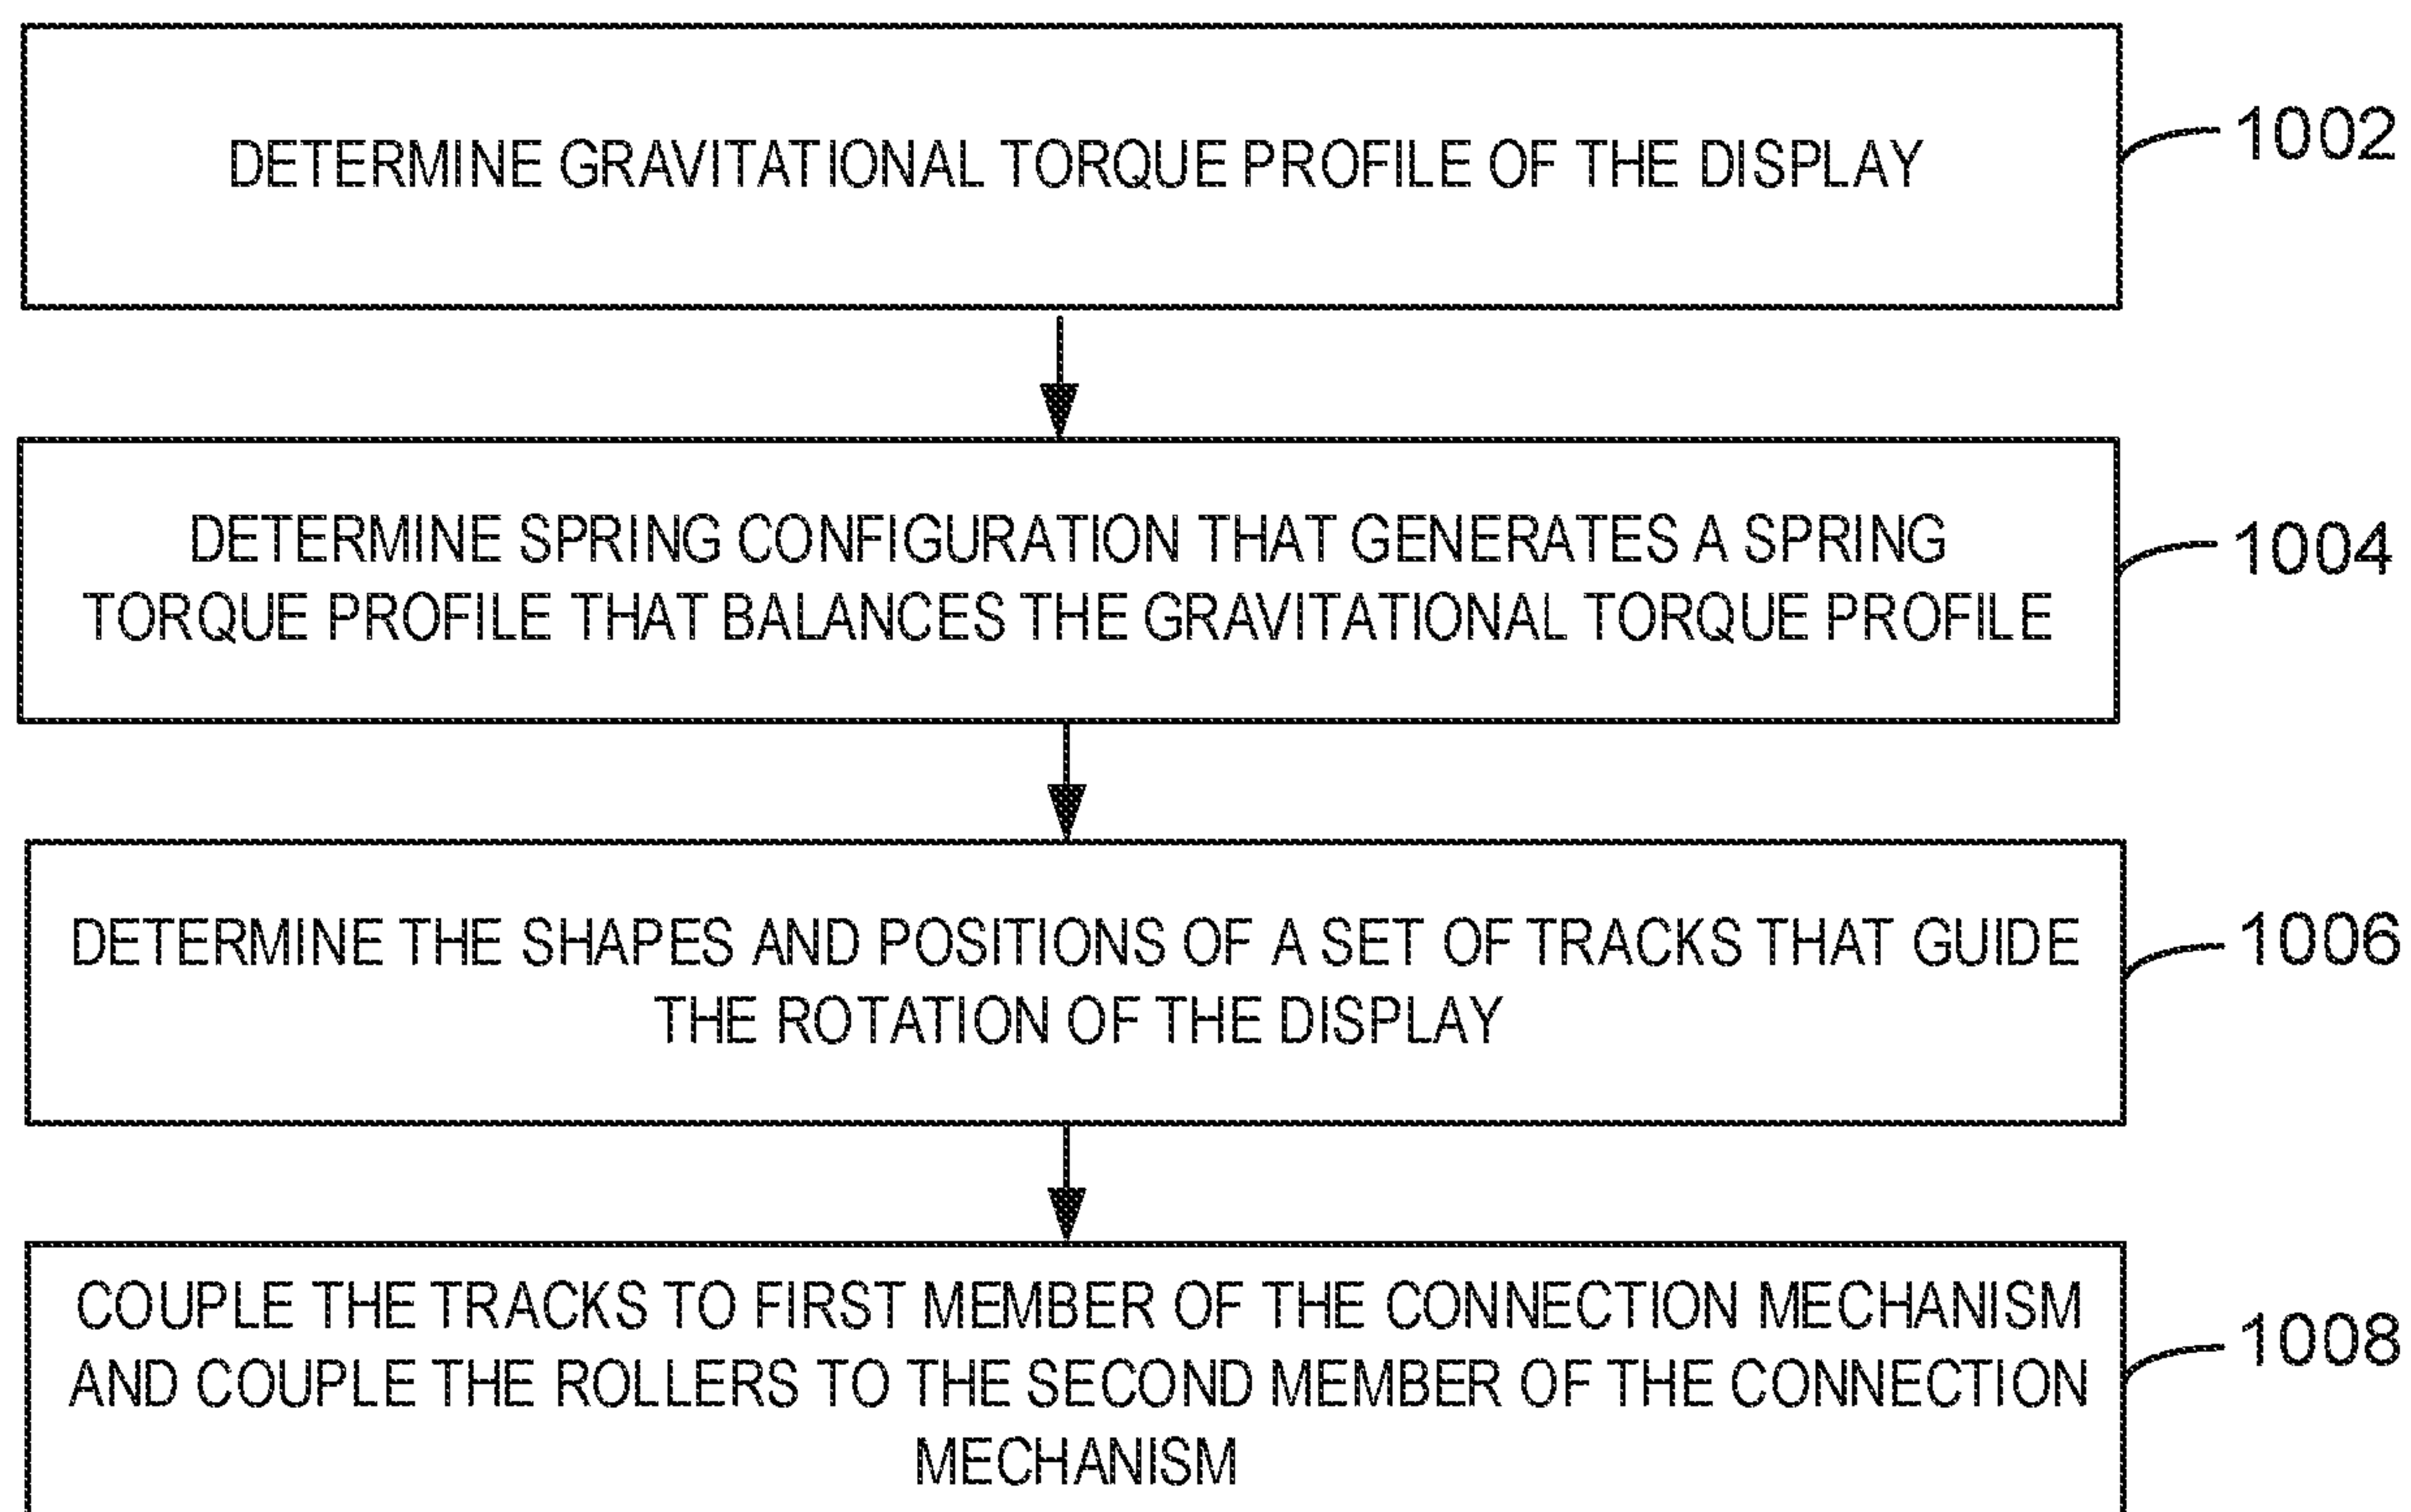 DETERMINE GRAVITATIONAL TORQUE PROFILE OF THE DISPLAY
1002
DETERMINE SPRING CONFIGURATION THAT GENERATES A SPRING
TORQUE PROFILE THAT BALANCES THE GRAVITATIONAL TORQUE PROFILE
1004
DETERMINE THE SHAPES AND POSITIONS OF A SET OF TRACKS THAT GUIDE
THE ROTATION OF THE DISPLAY
1006
COUPLE THE TRACKS TO FIRST MEMBER OF THE CONNECTION MECHANISM
AND COUPLE THE ROLLERS TO THE SECOND MEMBER OF THE CONNECTION
MECHANISM
1008